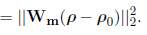 = ||W_m(ρ − ρ_0)||_2^2.